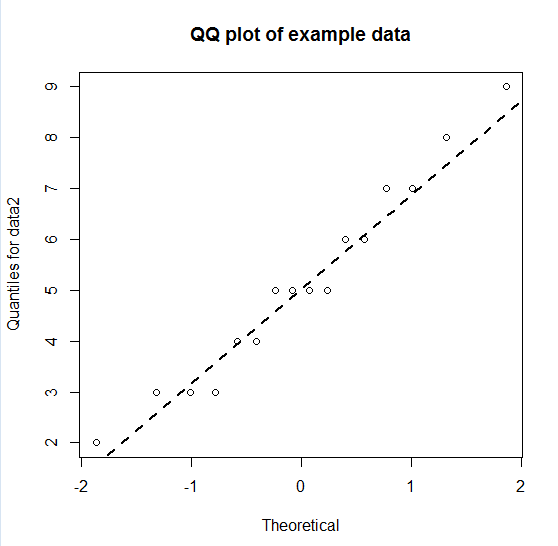 QQ plot of example data
Quantiles for data2
9
8
7
6
5
4
3
2
-2 -1 0 1 2
Theoretical